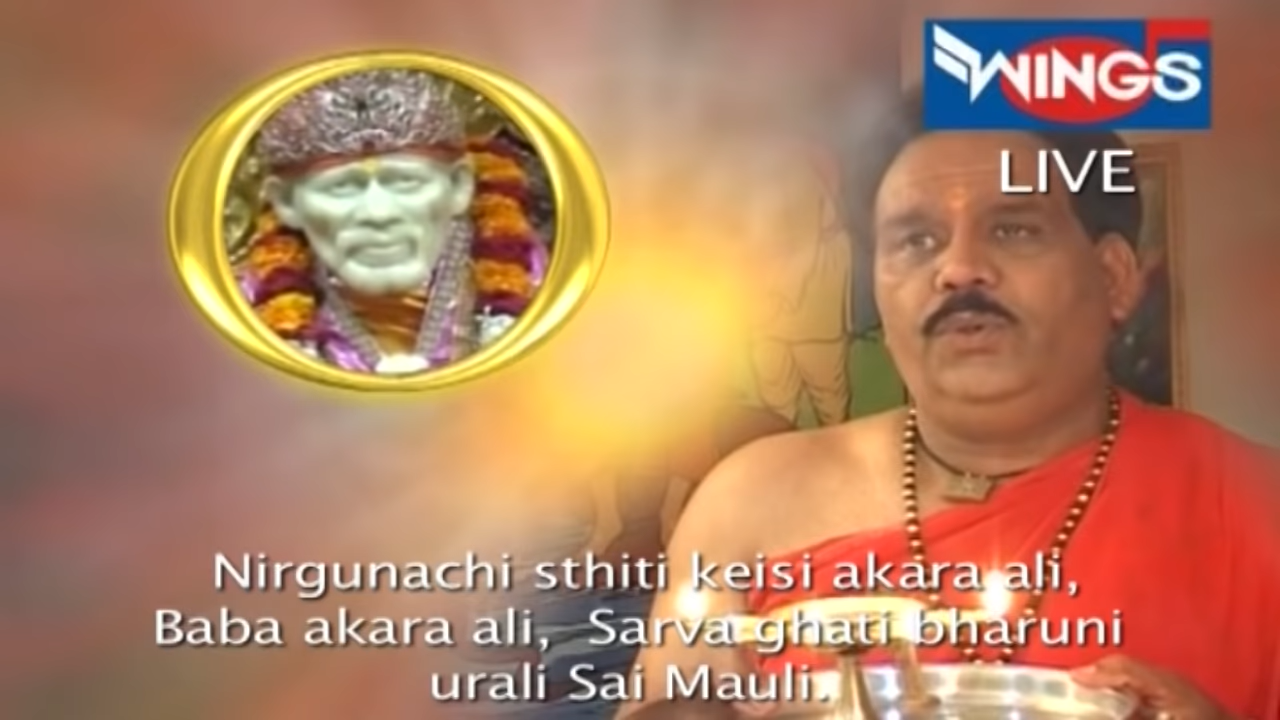 WINGS
LIVE
Nirgunachi sthiti keisi akara ali,
Baba akara ali, Sarva ghati bharuni
urali Sai Mauli.